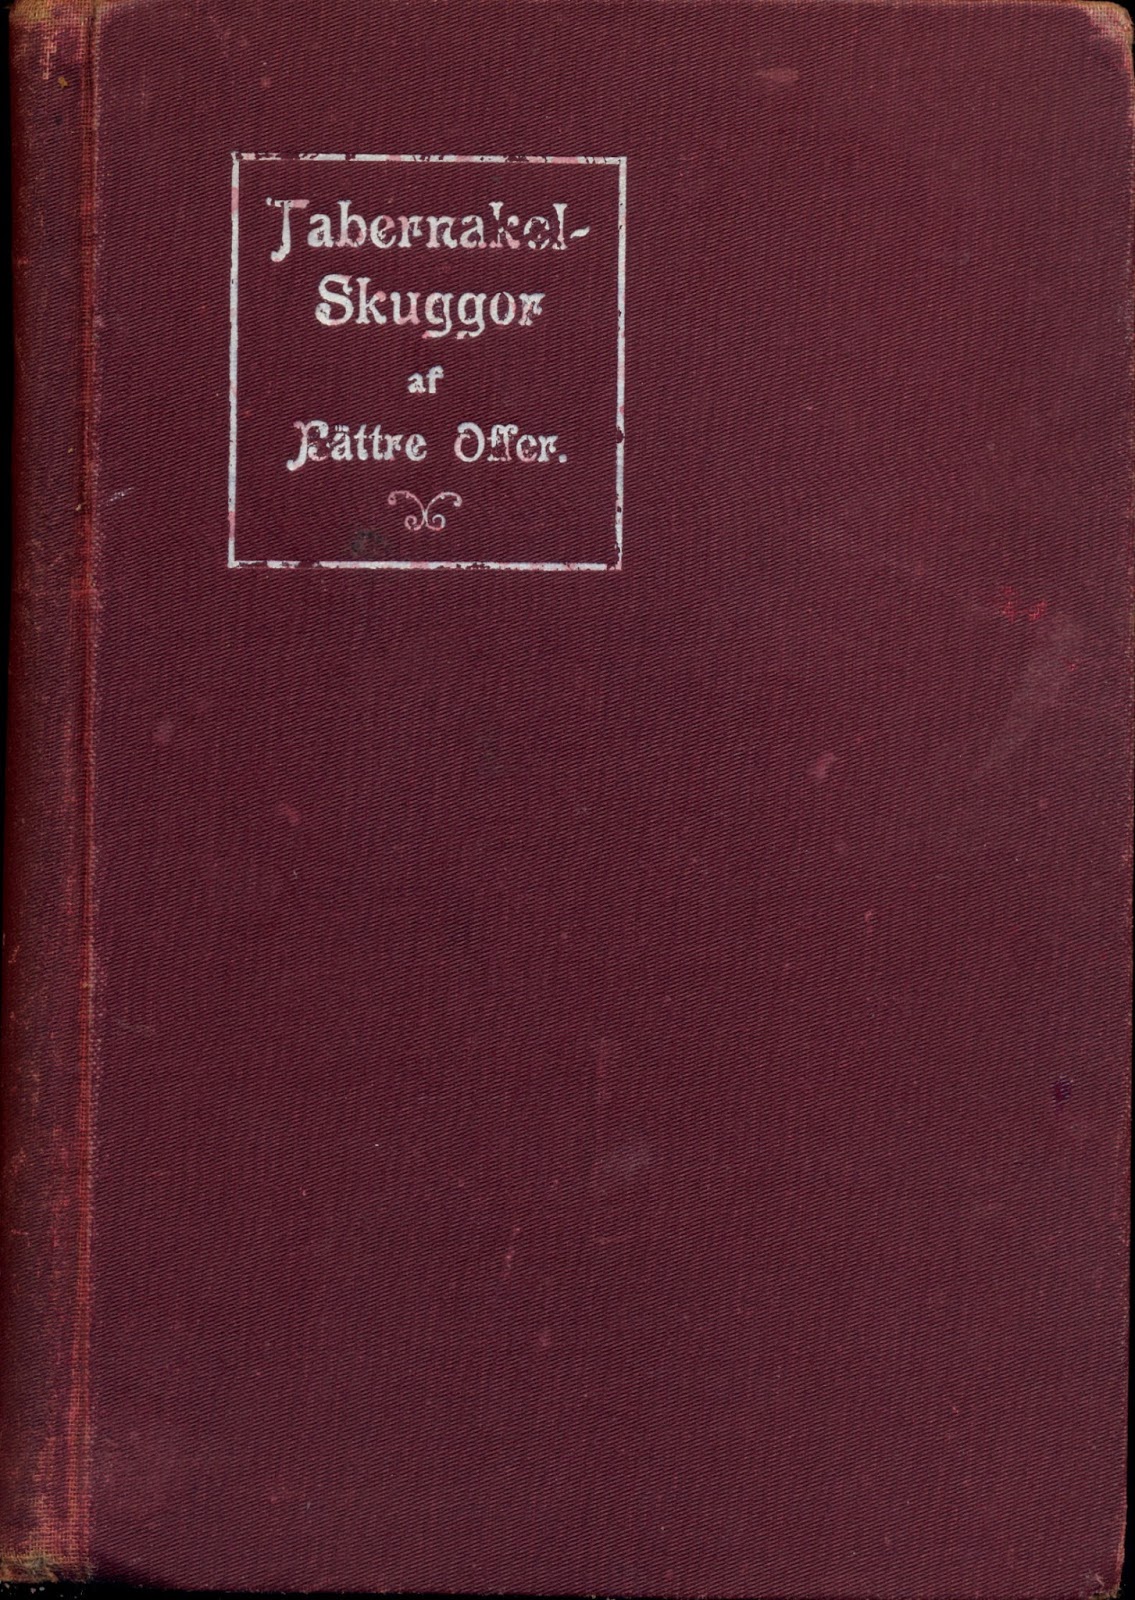 Tabernakel-
Skuggor
af
Bättre Offer.